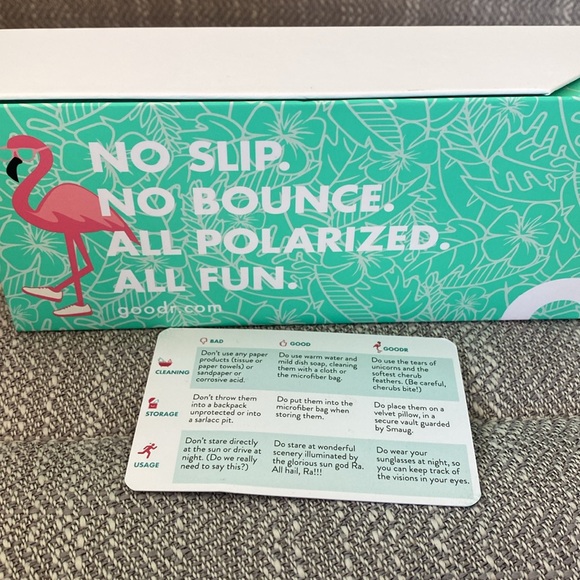 NO SLIP.
NO BOUNCE.
ALL POLARIZED.
ALL FUN.
goodr.com
BAD
GOOD
GOODR
CLEANING
Don't use any paper
products (tissue or
paper towels) or
sandpaper or
corrosive acid.
Do use warm water and
mild dish soap, cleaning
them with a cloth or
the microfiber bag.
Do use the tears of
unicorns and the
softest cherub
feathers. (Be careful,
cherubs bite!)
STORAGE
Don't throw them
into a backpack
unprotected or into
a sarlacc pit.
Do put them into the
microfiber bag when
storing them.
Do place them on a
velvet pillow, in a
secure vault guarded
by Smaug.
USAGE
Don't stare directly
at the sun or drive at
night. (Do we really
need to say this?)
Do stare at wonderful
scenery illuminated by
the glorious sun god Ra.
All hail, Ra!!!
Do wear your
sunglasses at night, so
you can keep track of
the visions in your eyes.